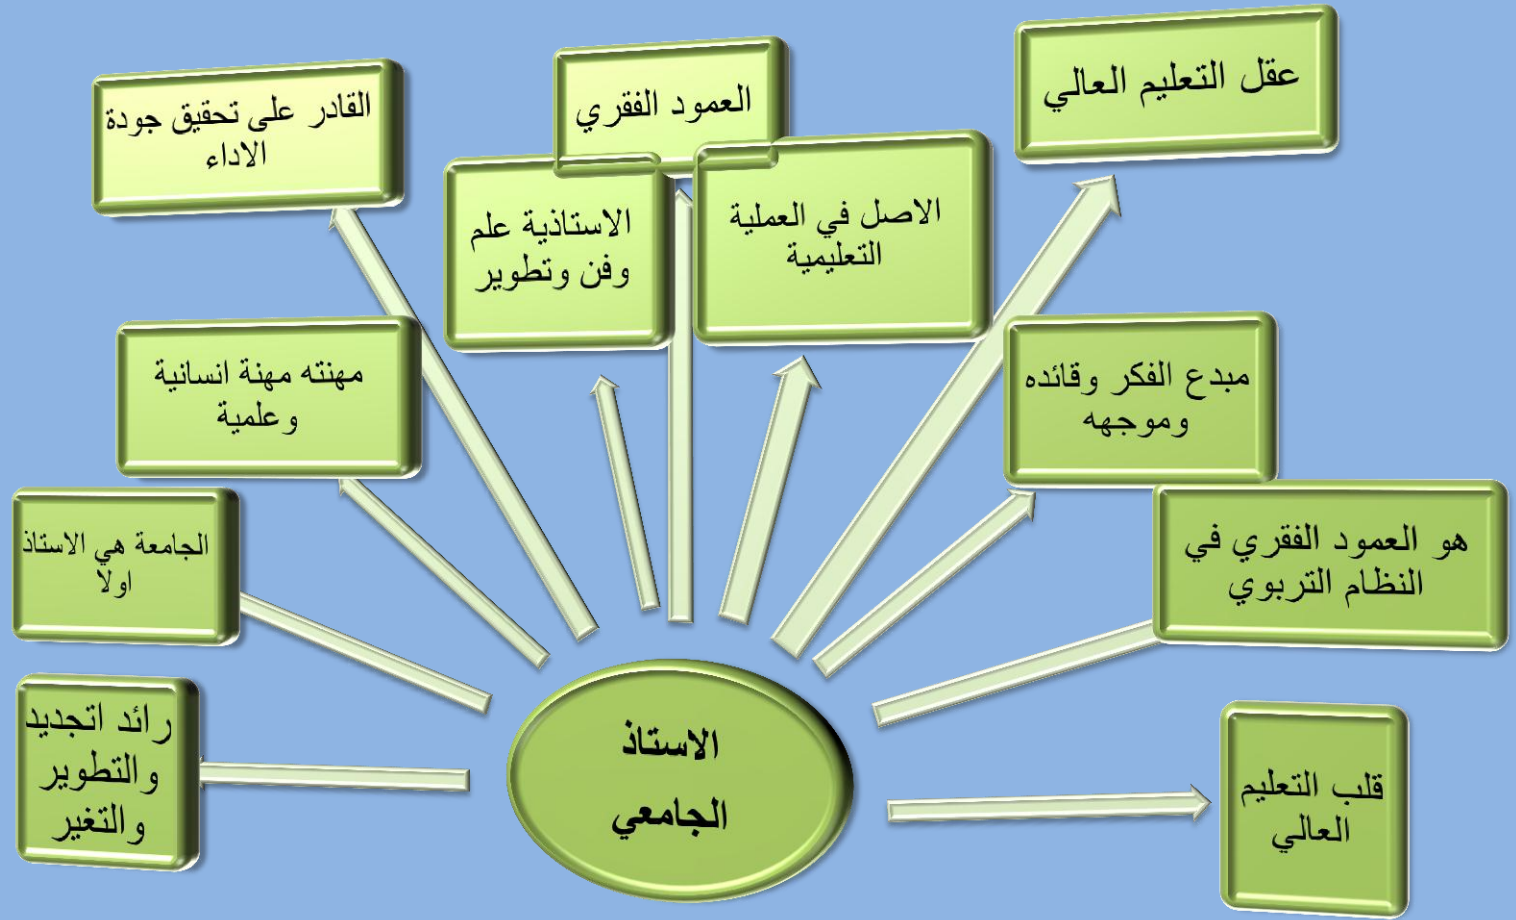 عقل التعليم العالي
العمود الفقري
القادر على تحقيق جودة
الاداء
الاصل في العملية
التعليمية
الاستاذية علم
وفن وتطوير
مبدع الفكر وقائده
وموجهه
مهنته مهنة انسانية
وعلمية
هو العمود الفقري في
النظام التربوي
الجامعة هي الاستاذ
اولا
قلب التعليم
العالي
رائد اتجديد
والتطوير
والتغير
الاستاذ
الجامعي